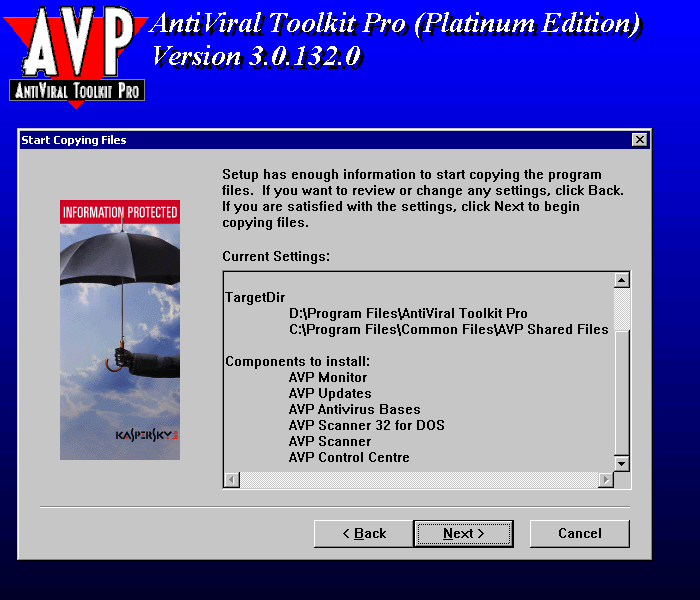 AVP
ANTIVIRAL TOOLKIT PRO
AntiViral Toolkit Pro (Platinum Edition)
Version 3.0.132.0
Start Copying Files
INFORMATION PROTECTED
KASPERSKY
Setup has enough information to start copying the program
files. If you want to review or change any settings, click Back.
If you are satisfied with the settings, click Next to begin
copying files.
Current Settings:
TargetDir
D:\Program Files\AntiViral Toolkit Pro
C:\Program Files\Common Files\AVP Shared Files
Components to install:
AVP Monitor
AVP Updates
AVP Antivirus Bases
AVP Scanner 32 for DOS
AVP Scanner
AVP Control Centre
< Back
Next >
Cancel